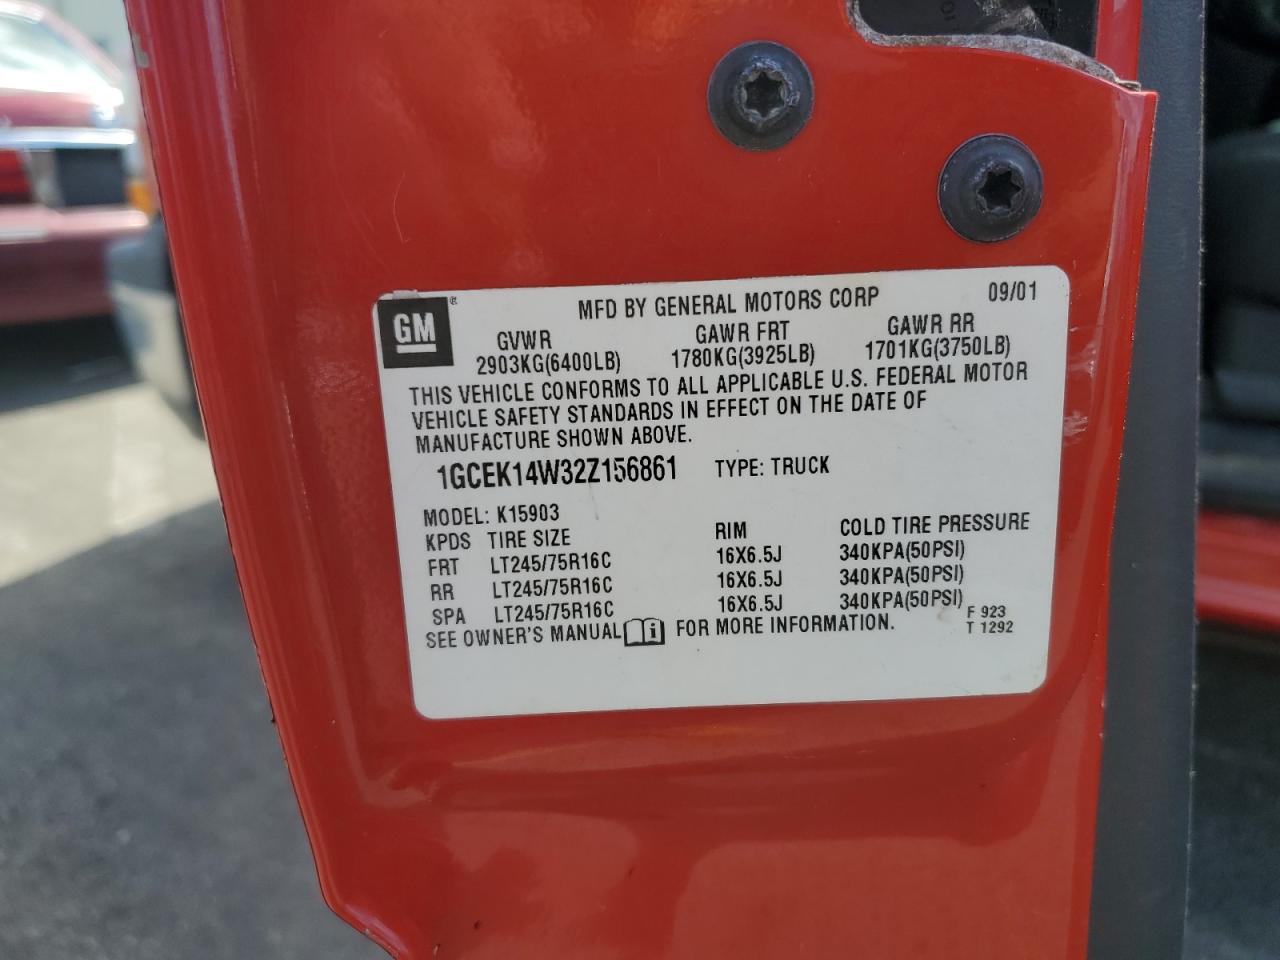 GM ® MFD BY GENERAL MOTORS CORP 09/01
GVWR GAWR FRT GAWR RR
2903KG(6400LB) 1780KG(3925LB) 1701KG(3750LB)
THIS VEHICLE CONFORMS TO ALL APPLICABLE U.S. FEDERAL MOTOR
VEHICLE SAFETY STANDARDS IN EFFECT ON THE DATE OF
MANUFACTURE SHOWN ABOVE.
1GCEK14W32Z156861 TYPE: TRUCK
MODEL: K15903
KPDS TIRE SIZE RIM COLD TIRE PRESSURE
FRT LT245/75R16C 16X6.5J 340KPA(50PSI)
RR LT245/75R16C 16X6.5J 340KPA(50PSI)
SPA LT245/75R16C 16X6.5J 340KPA(50PSI)
SEE OWNER'S MANUAL i FOR MORE INFORMATION.
F 923
T 1292